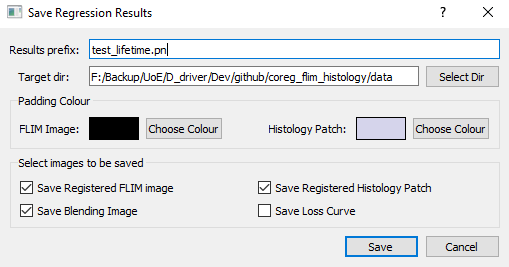 Save Regression Results
?
Results prefix: test_lifetime.pn
Target dir: F:/Backup/UoE/D_driver/Dev/github/coreg_flim_histology/data Select Dir
Padding Colour
FLIM Image: Choose Colour Histology Patch: Choose Colour
Select images to be saved
Save Registered FLIM image Save Registered Histology Patch
Save Blending Image Save Loss Curve
Save Cancel